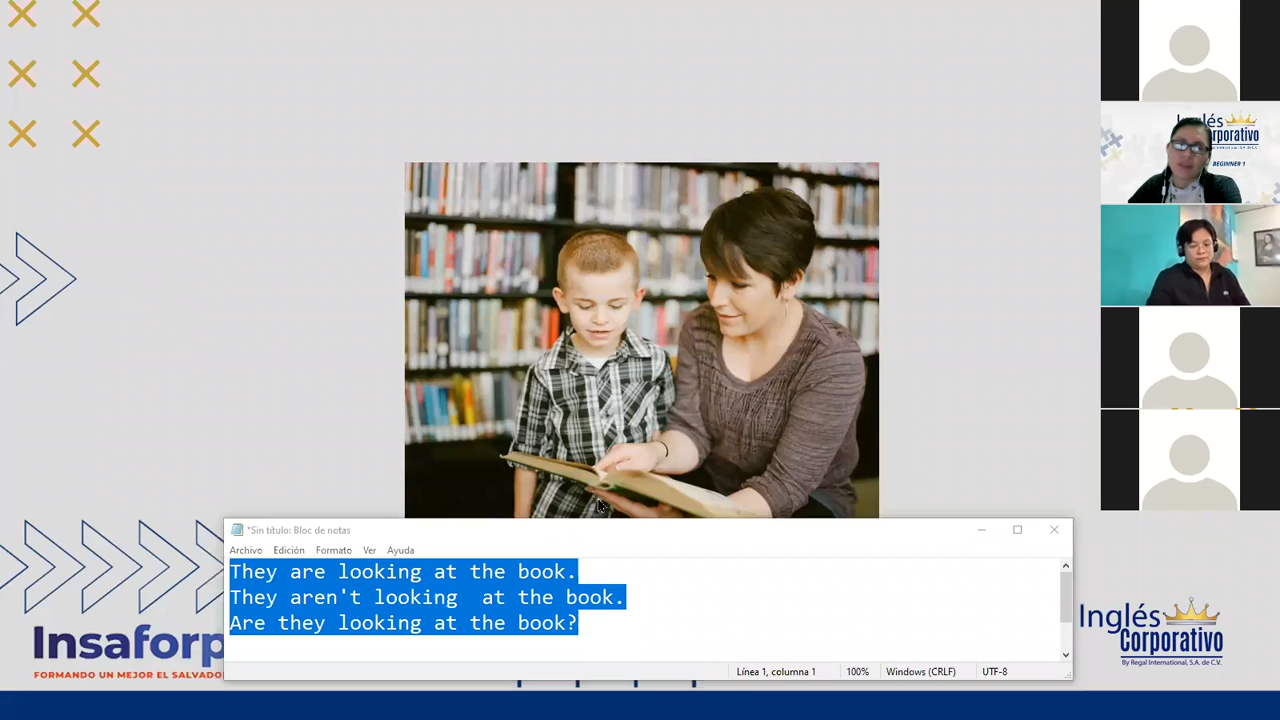 Inglés
Corporativo
BEGINNER 1
*Sin título: Bloc de notas
Archivo Edición Formato Ver Ayuda
They are looking at the book.
They aren't looking  at the book.
Are they looking at the book?
Línea 1, columna 1 100% Windows (CRLF) UTF-8
Insaforp
FORMANDO UN MEJOR EL SALVADO
Inglés
Corporativo
By Regal International, S.A. de C.V.